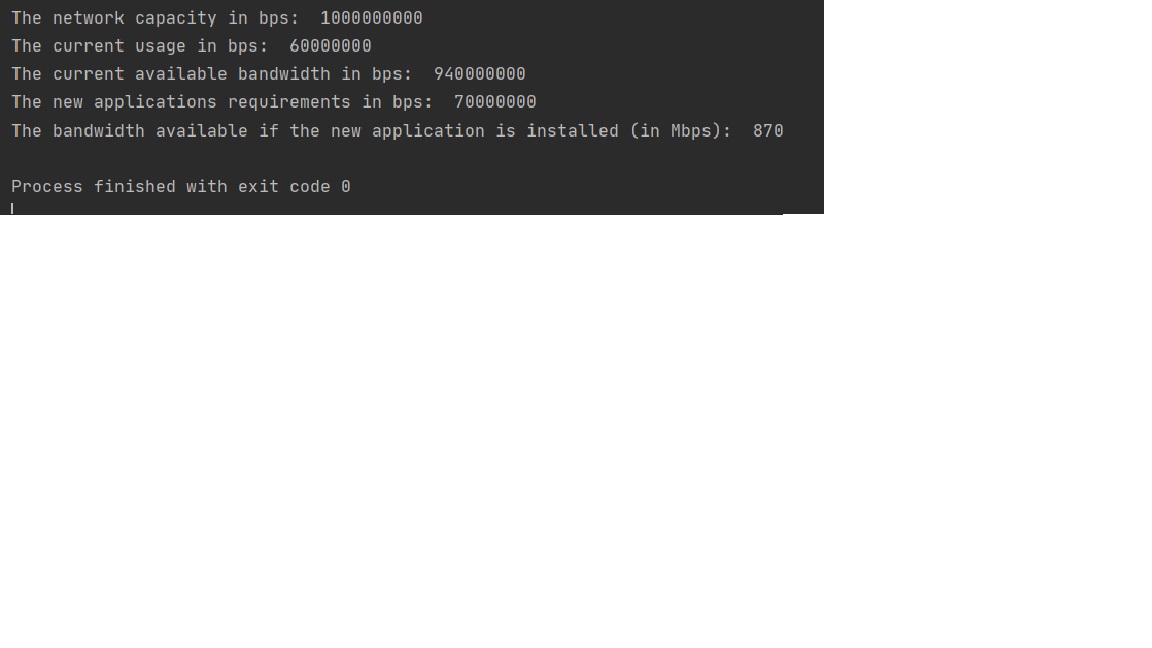 The network capacity in bps:  1000000000
The current usage in bps:  60000000
The current available bandwidth in bps:  940000000
The new applications requirements in bps:  70000000
The bandwidth available if the new application is installed (in Mbps):  870
Process finished with exit code 0